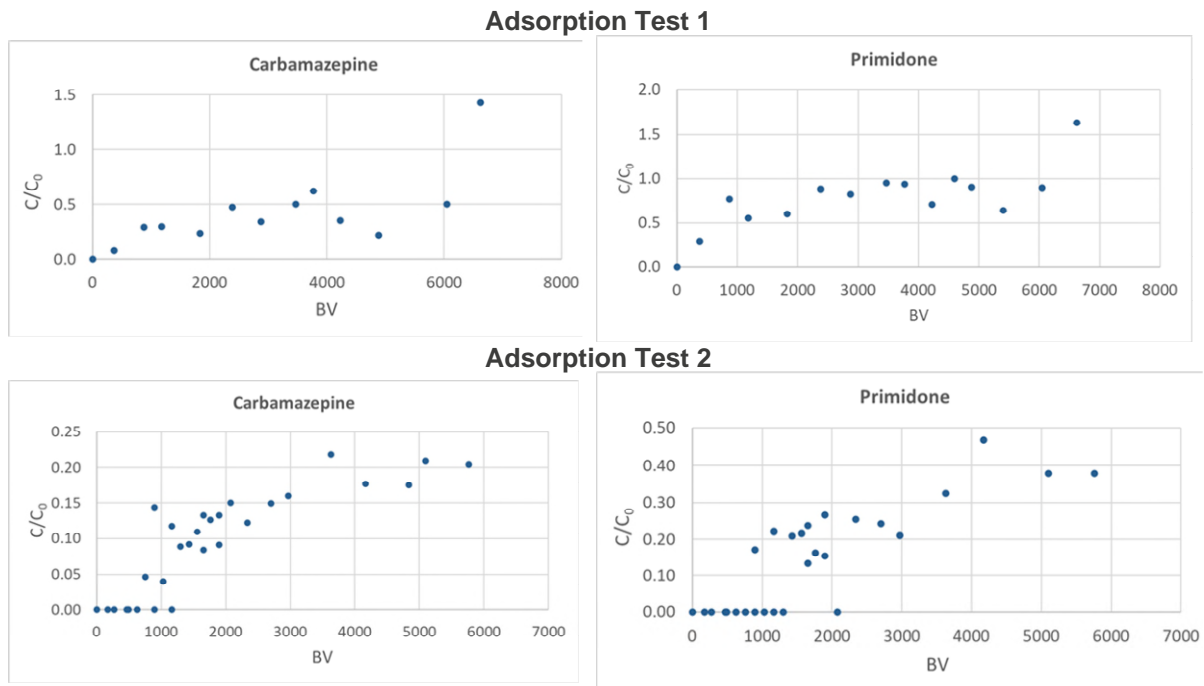 Adsorption Test 1
Carbamazepine
1.5
1.0
0.5
0.0
C/C0
0 2000 4000 6000 8000
BV
Primidone
2.0
1.5
1.0
0.5
0.0
C/C0
0 1000 2000 3000 4000 5000 6000 7000 8000
BV
Adsorption Test 2
Carbamazepine
0.25
0.20
0.15
0.10
0.05
0.00
C/C0
0 1000 2000 3000 4000 5000 6000 7000
BV
Primidone
0.50
0.40
0.30
0.20
0.10
0.00
C/C0
0 1000 2000 3000 4000 5000 6000 7000
BV